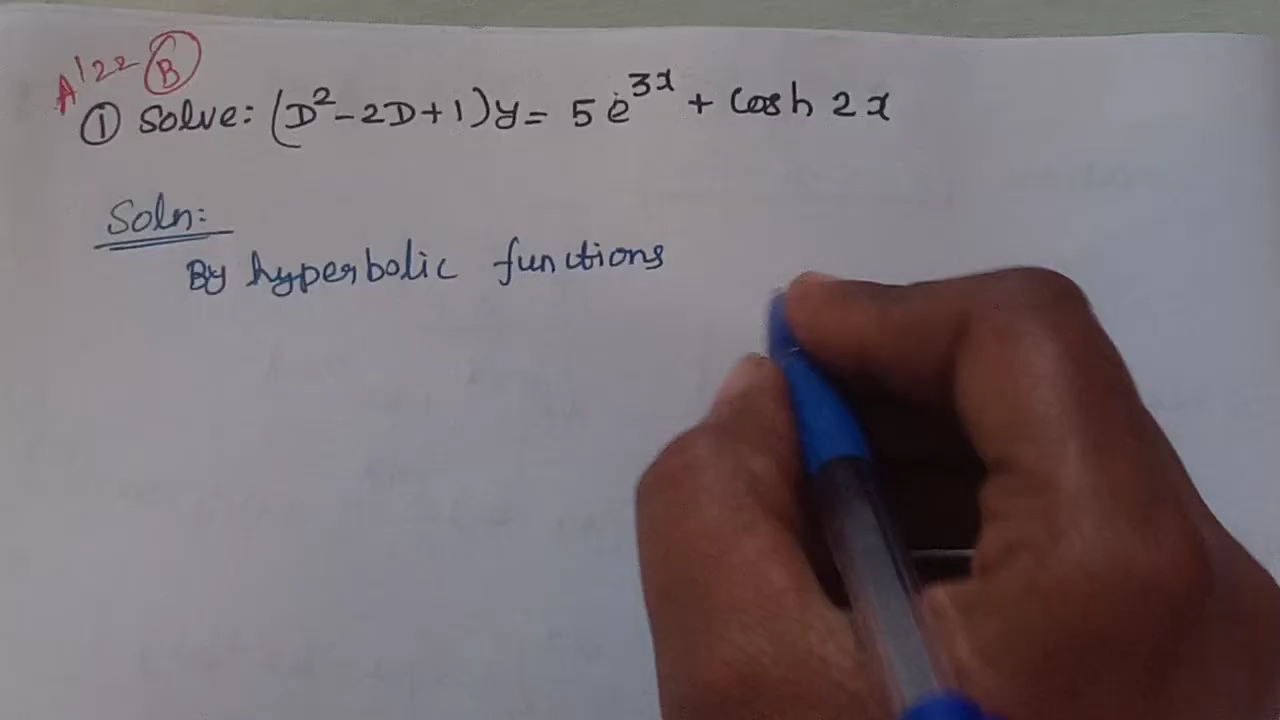 A'22 B
① Solve: (D²-2D+1)y = 5e^3x + cosh 2x
Soln:
By hyperbolic functions